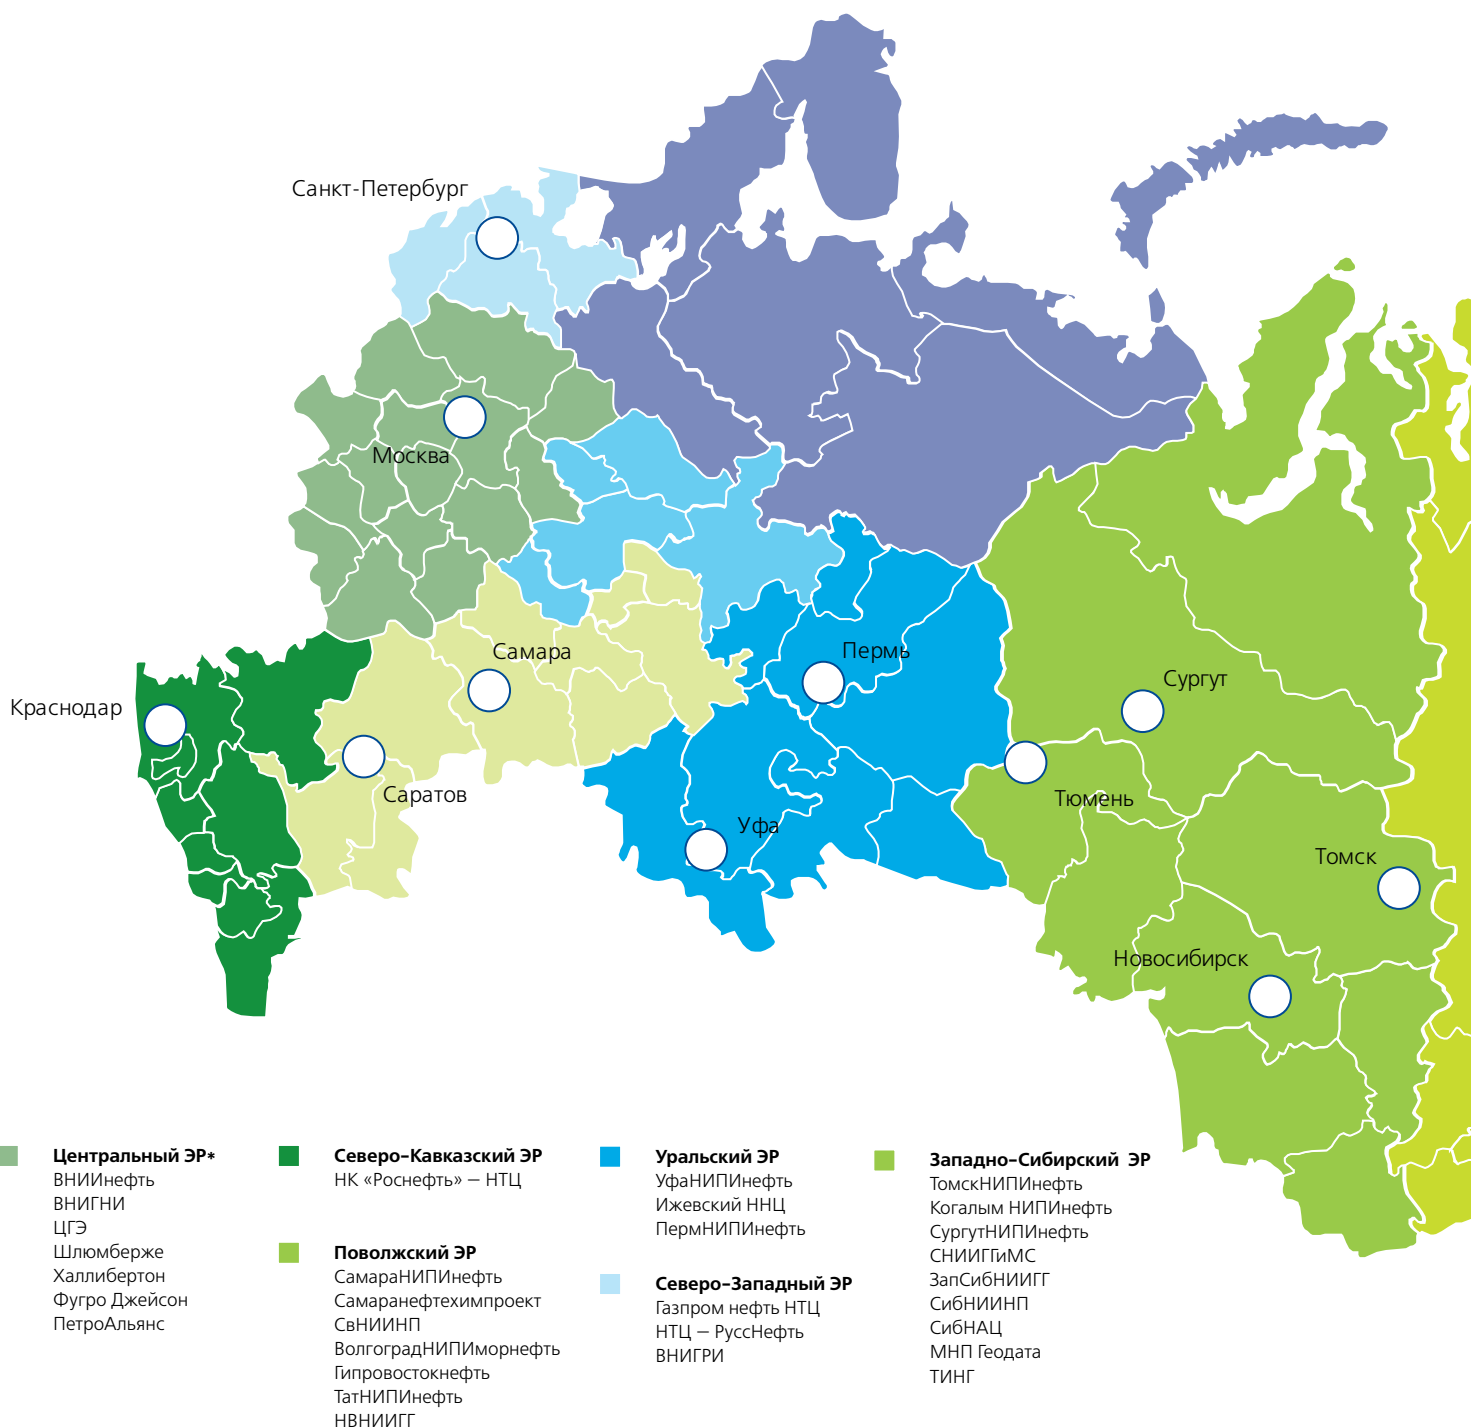 Санкт-Петербург
Москва
Самара
Пермь
Сургут
Краснодар
Саратов
Тюмень
Уфа
Томск
Новосибирск
Центральный ЭР*
ВНИИнефть
ВНИГНИ
ЦГЭ
Шлюмберже
Халлибертон
Фугро Джейсон
ПетроАльянс
Северо-Кавказский ЭР
НК «Роснефть» — НТЦ
Поволжский ЭР
СамараНИПИнефть
Самаранефтехимпроект
СвНИИНП
ВолгоградНИПИморнефть
Гипровостокнефть
ТатНИПИнефть
НВНИИГГ
Уральский ЭР
УфаНИПИнефть
Ижевский ННЦ
ПермНИПИнефть
Северо-Западный ЭР
Газпром нефть НТЦ
НТЦ — РуссНефть
ВНИГРИ
Западно-Сибирский ЭР
ТомскНИПИнефть
Когалым НИПИнефть
СургутНИПИнефть
СНИИГГиМС
ЗапСибНИИГГ
СибНИИНП
СибНАЦ
МНП Геодата
ТИНГ